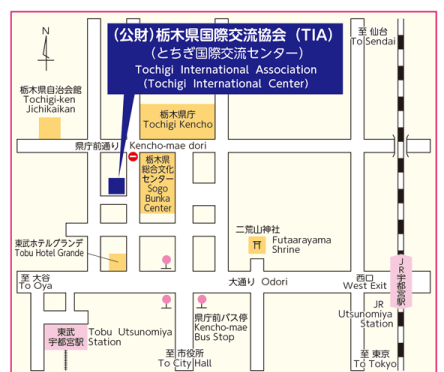 (公財)栃木県国際交流協会(TIA)
(とちぎ国際交流センター)
Tochigi International Association
(Tochigi International Center)
至 仙台
To Sendai
N
栃木県自治会館
Tochigi-ken
Jichikaikan
栃木県庁
Tochigi Kencho
県庁前通り Kencho-mae dori
栃木県
総合文化
センター
Sogo
Bunka
Center
東武ホテルグランデ
Tobu Hotel Grande
二荒山神社
Futaarayama
Shrine
至 大谷
To Oya
大通り Odori
西口
West Exit
JR宇都宮駅
JR
Utsunomiya
Station
東武
宇都宮駅
Tobu Utsunomiya
Station
県庁前バス停
Kencho-mae
Bus Stop
至 市役所
To City Hall
至 東京
To Tokyo